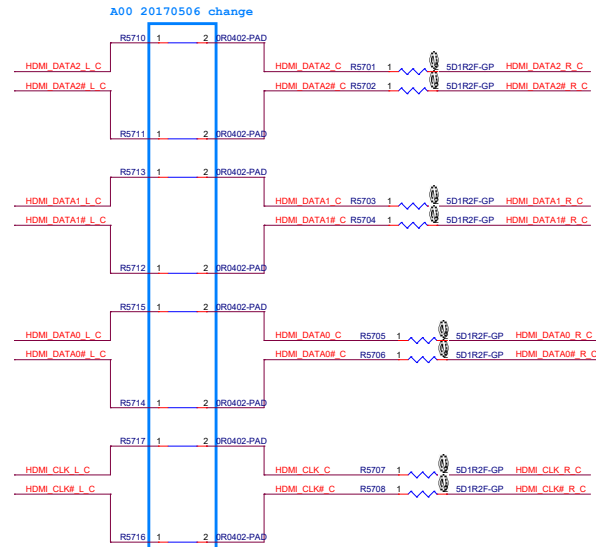 A00 20170506 change
R5710 1 2 0R0402-PAD
HDMI_DATA2_L_C HDMI_DATA2_C R5701 1 2 5D1R2F-GP HDMI_DATA2_R_C
HDMI_DATA2#_L_C HDMI_DATA2#_C R5702 1 2 5D1R2F-GP HDMI_DATA2#_R_C
R5711 1 2 0R0402-PAD
R5713 1 2 0R0402-PAD
HDMI_DATA1_L_C HDMI_DATA1_C R5703 1 2 5D1R2F-GP HDMI_DATA1_R_C
HDMI_DATA1#_L_C HDMI_DATA1#_C R5704 1 2 5D1R2F-GP HDMI_DATA1#_R_C
R5712 1 2 0R0402-PAD
R5715 1 2 0R0402-PAD
HDMI_DATA0_L_C HDMI_DATA0_C R5705 1 2 5D1R2F-GP HDMI_DATA0_R_C
HDMI_DATA0#_L_C HDMI_DATA0#_C R5706 1 2 5D1R2F-GP HDMI_DATA0#_R_C
R5714 1 2 0R0402-PAD
R5717 1 2 0R0402-PAD
HDMI_CLK_L_C HDMI_CLK_C R5707 1 2 5D1R2F-GP HDMI_CLK_R_C
HDMI_CLK#_L_C HDMI_CLK#_C R5708 1 2 5D1R2F-GP HDMI_CLK#_R_C
R5716 1 2 0R0402-PAD